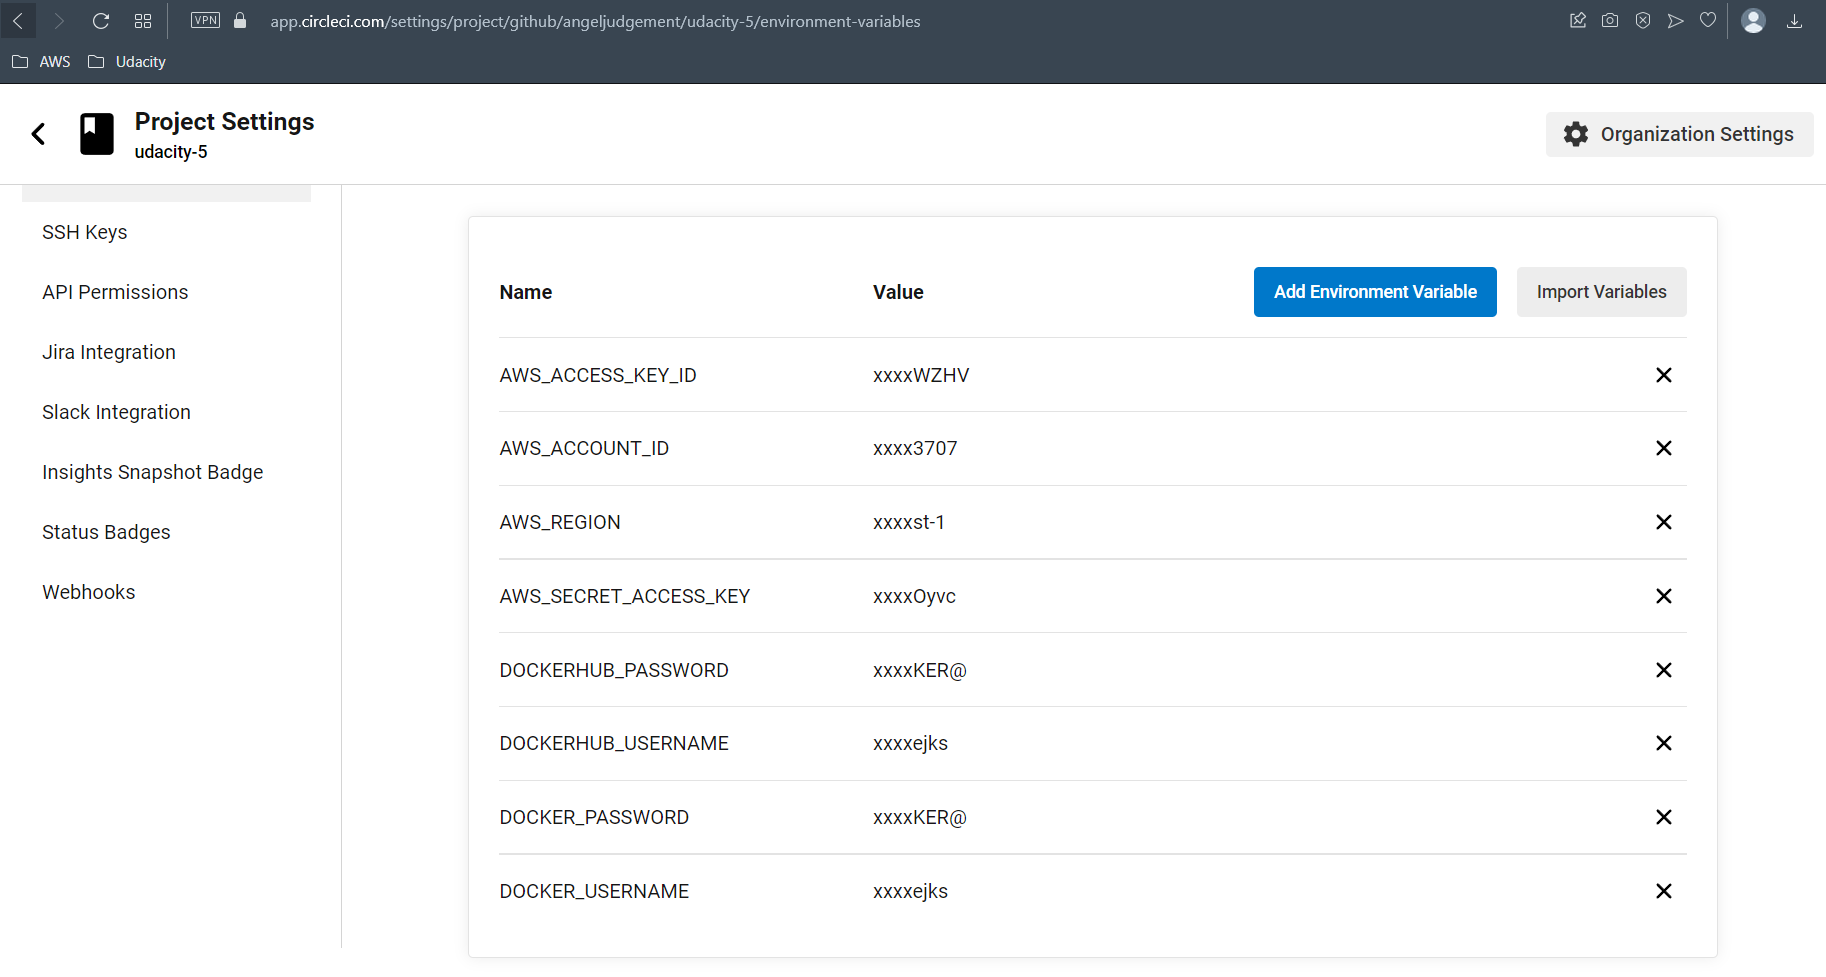 VPN
app.circleci.com/settings/project/github/angeljudgement/udacity-5/environment-variables
AWS
Udacity
Project Settings
udacity-5
Organization Settings
SSH Keys
API Permissions
Jira Integration
Slack Integration
Insights Snapshot Badge
Status Badges
Webhooks
Name Value Add Environment Variable Import Variables
AWS_ACCESS_KEY_ID xxxxWZHV
AWS_ACCOUNT_ID xxxx3707
AWS_REGION xxxxst-1
AWS_SECRET_ACCESS_KEY xxxxOyvc
DOCKERHUB_PASSWORD xxxxKER@
DOCKERHUB_USERNAME xxxxejks
DOCKER_PASSWORD xxxxKER@
DOCKER_USERNAME xxxxejks